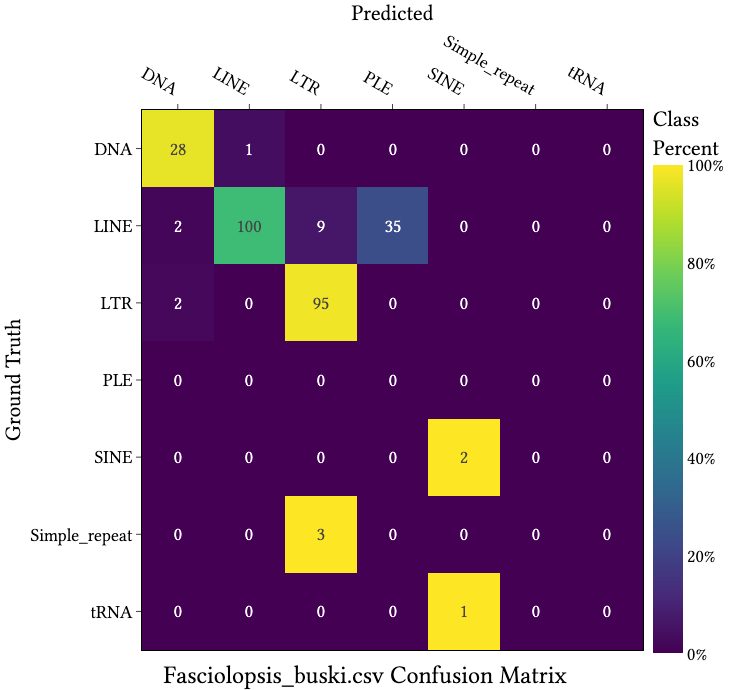 Predicted
DNA LINE LTR PLE SINE Simple_repeat tRNA
Class
Percent
Ground Truth
DNA 28 1 0 0 0 0 0
LINE 2 100 9 35 0 0 0
LTR 2 0 95 0 0 0 0
PLE 0 0 0 0 0 0 0
SINE 0 0 0 0 2 0 0
Simple_repeat 0 0 3 0 0 0 0
tRNA 0 0 0 0 1 0 0
100%
80%
60%
40%
20%
0%
Fasciolopsis_buski.csv Confusion Matrix